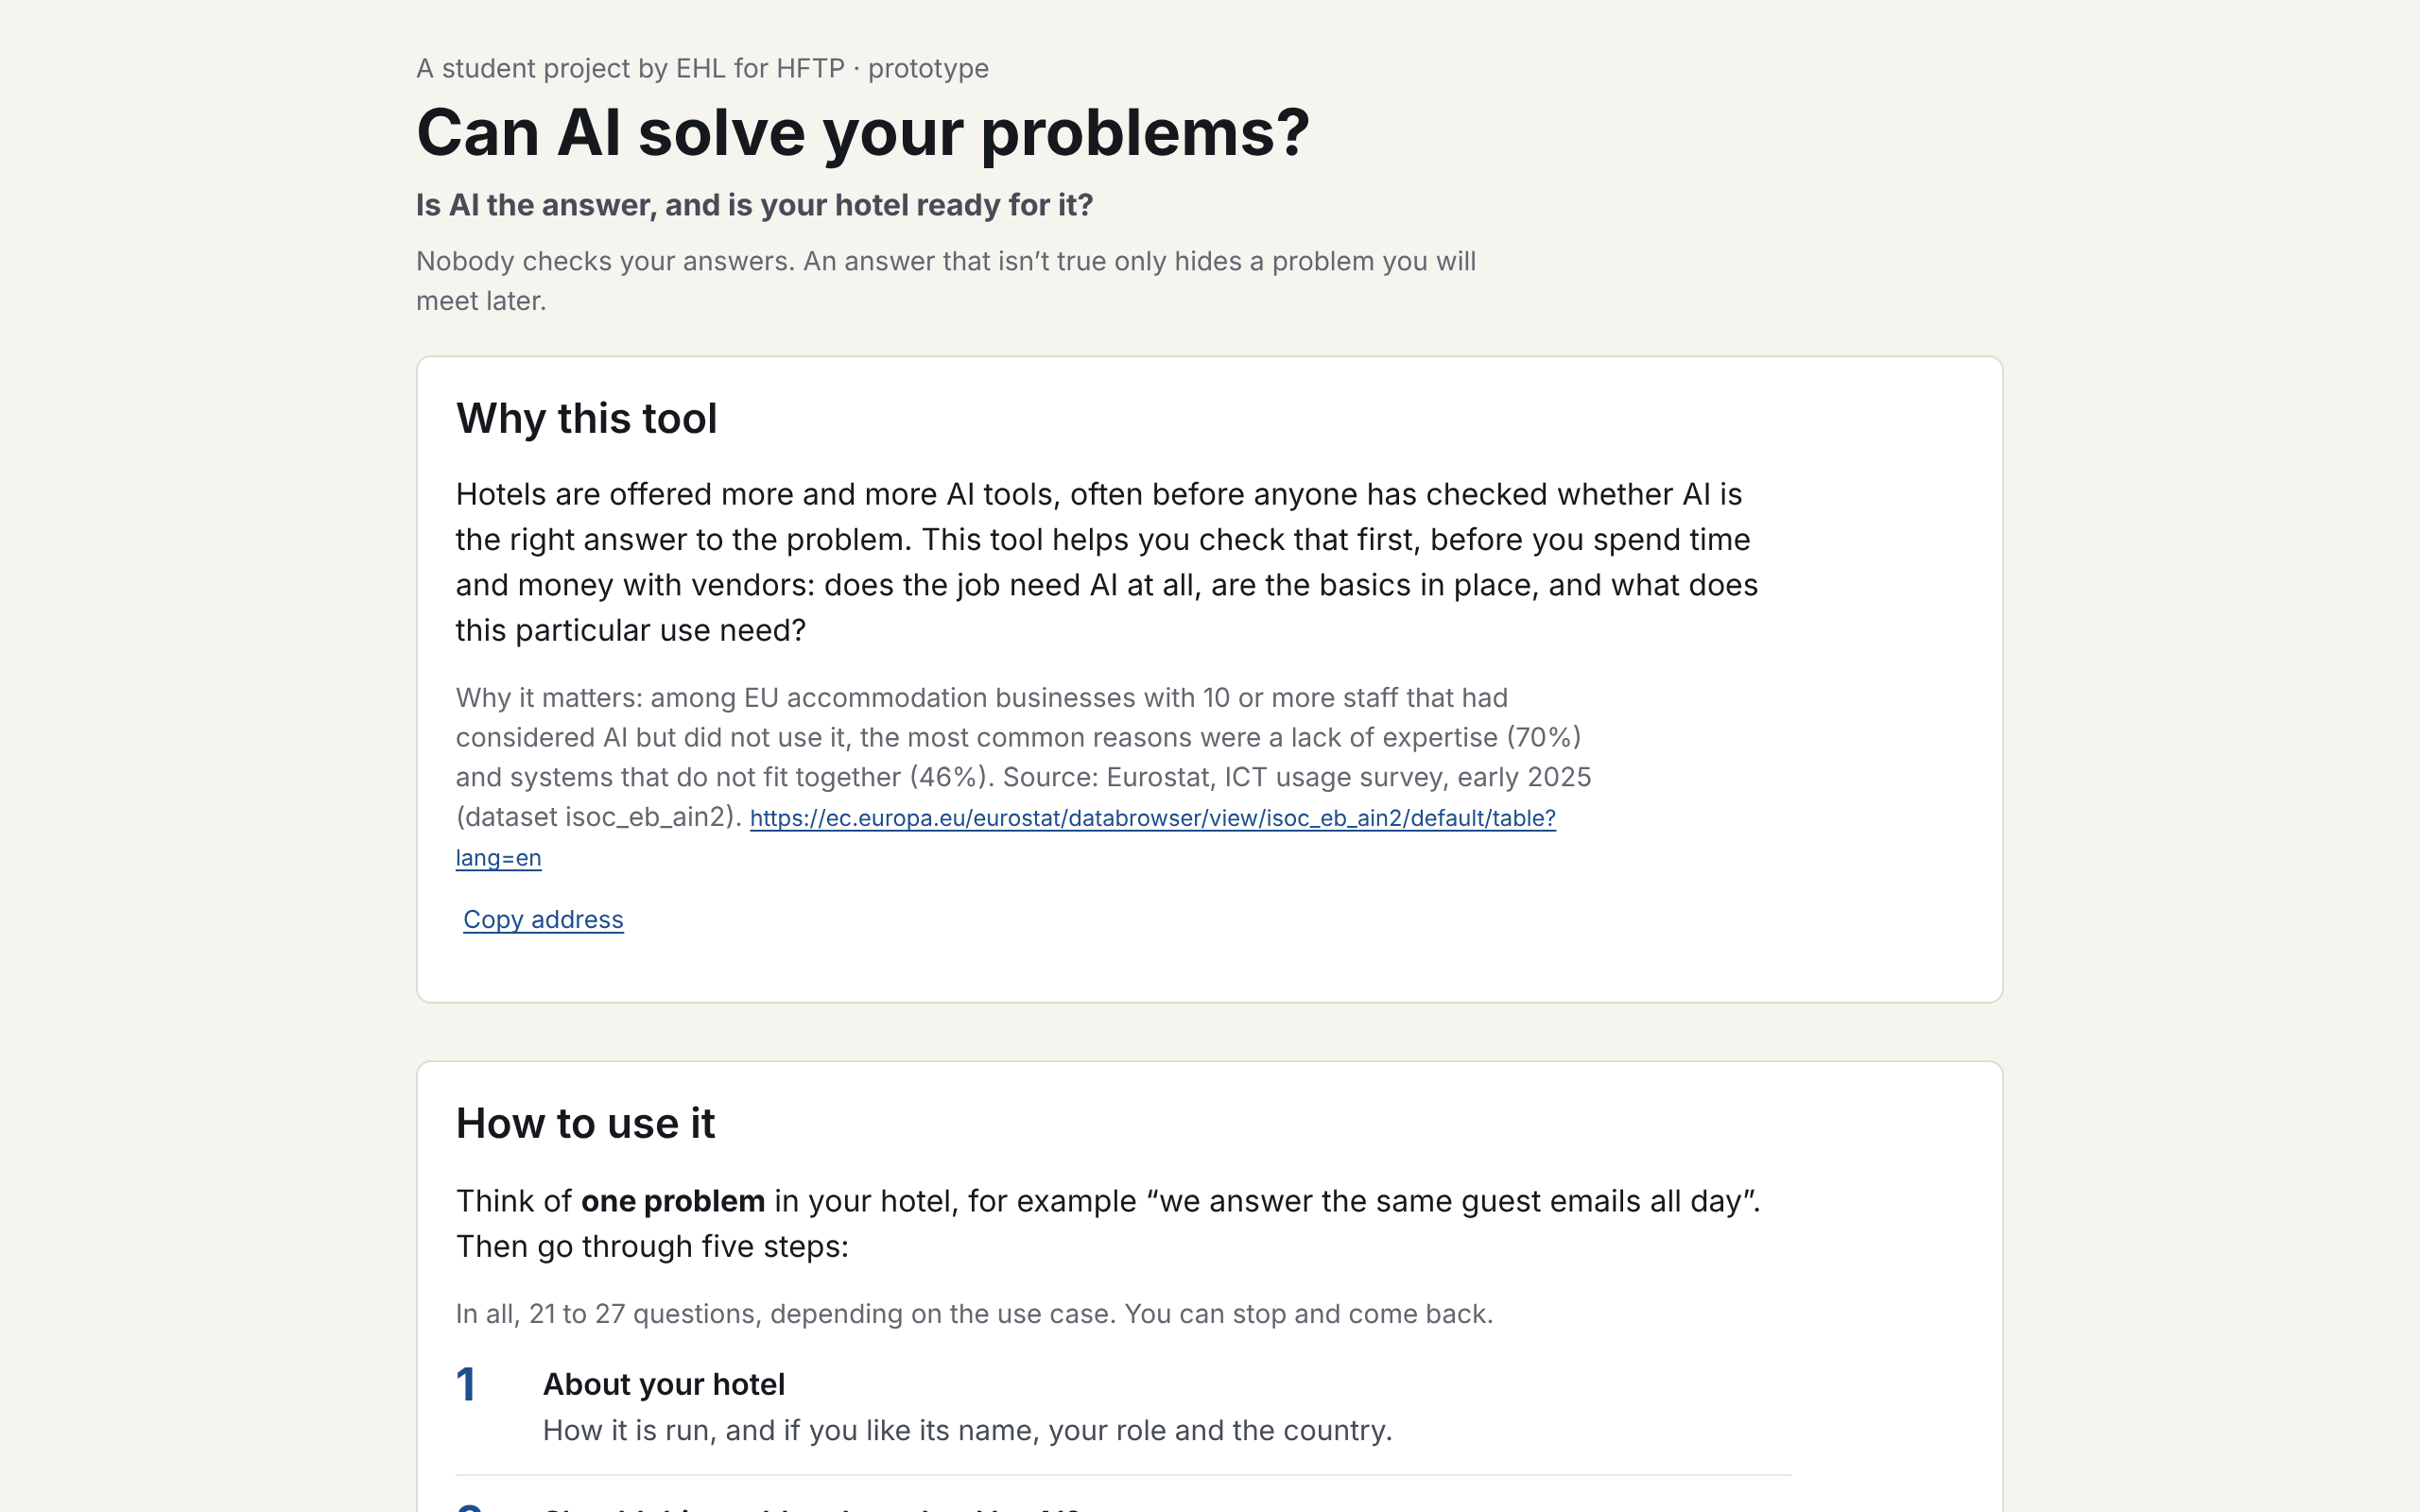 A student project by EHL for HFTP · prototype
Can AI solve your problems?
Is AI the answer, and is your hotel ready for it?
Nobody checks your answers. An answer that isn’t true only hides a problem you will
meet later.
Why this tool
Hotels are offered more and more AI tools, often before anyone has checked whether AI is
the right answer to the problem. This tool helps you check that first, before you spend time
and money with vendors: does the job need AI at all, are the basics in place, and what does
this particular use need?
Why it matters: among EU accommodation businesses with 10 or more staff that had
considered AI but did not use it, the most common reasons were a lack of expertise (70%)
and systems that do not fit together (46%). Source: Eurostat, ICT usage survey, early 2025
(dataset isoc_eb_ain2). https://ec.europa.eu/eurostat/databrowser/view/isoc_eb_ain2/default/table?
lang=en
Copy address
How to use it
Think of one problem in your hotel, for example “we answer the same guest emails all day”.
Then go through five steps:
In all, 21 to 27 questions, depending on the use case. You can stop and come back.
1 About your hotel
How it is run, and if you like its name, your role and the country.